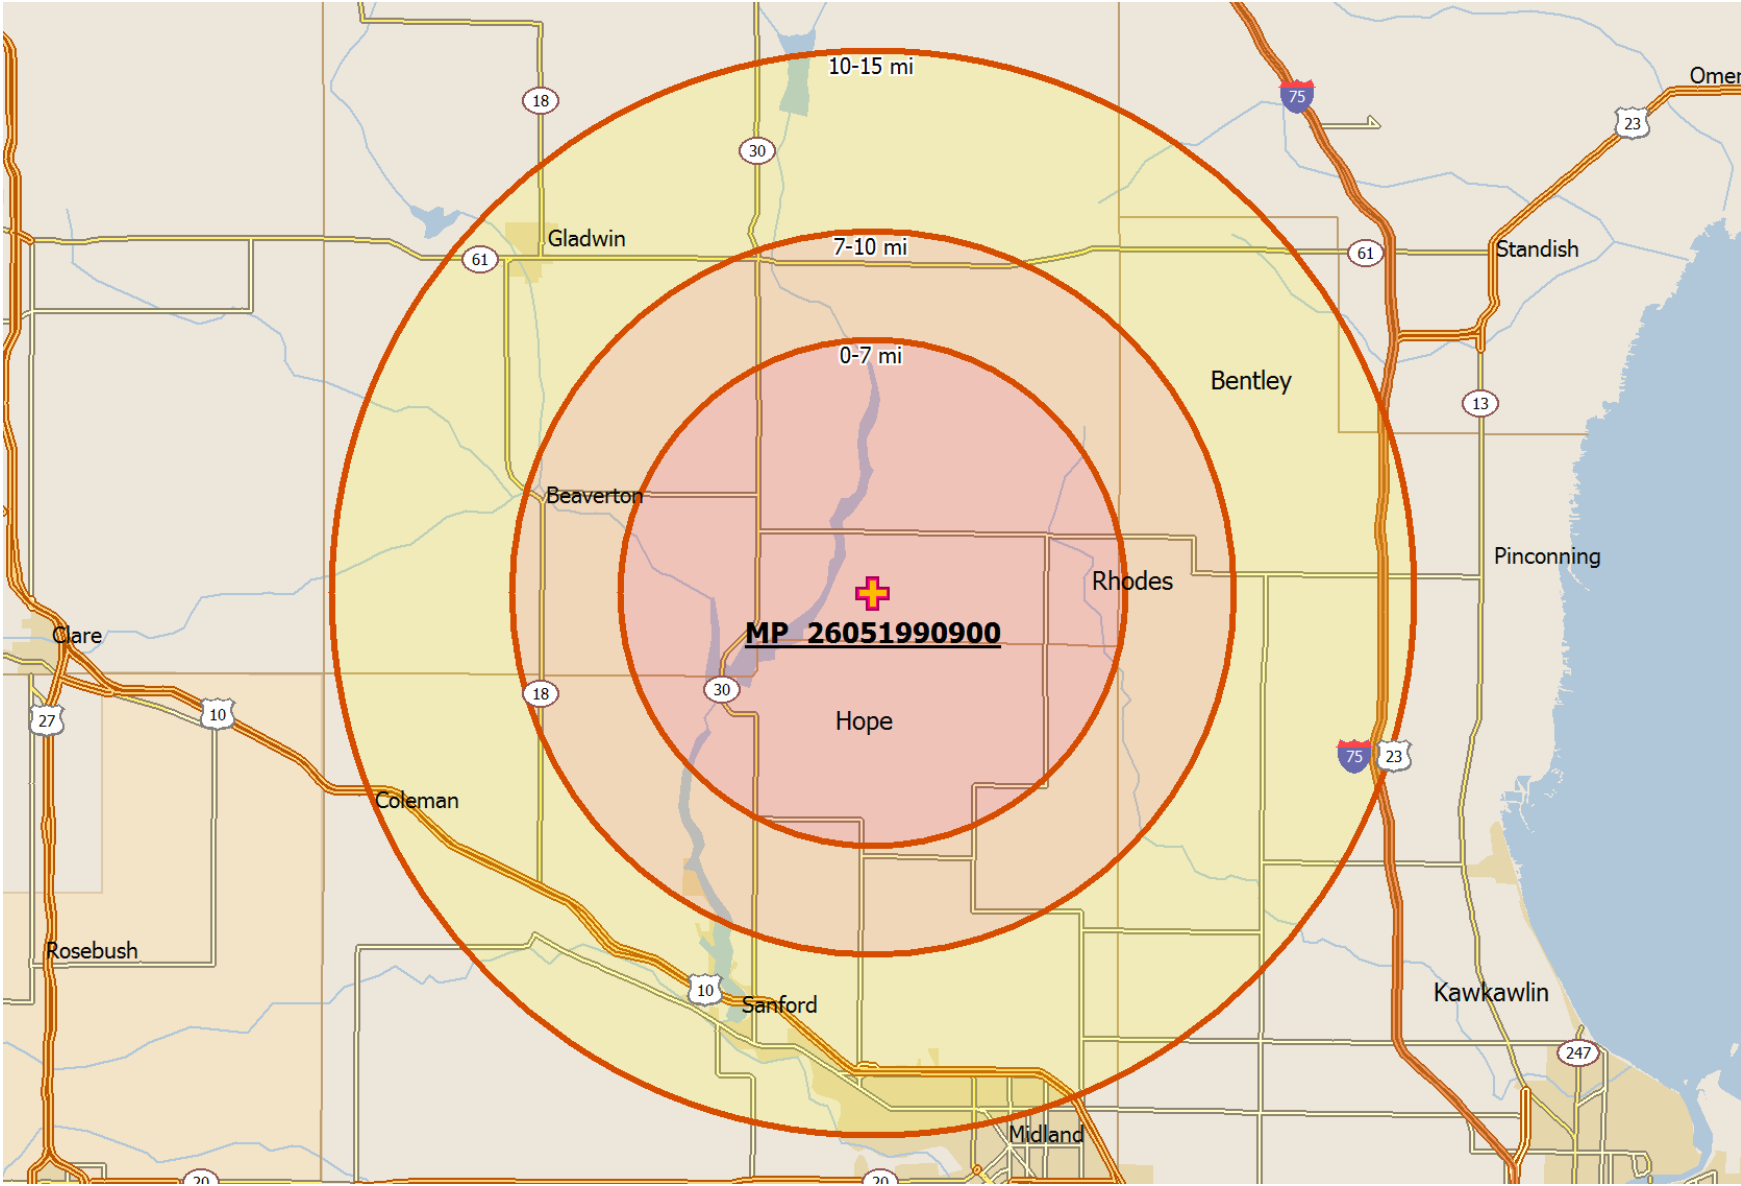 10-15 mi
75
Omer
18
23
30
Gladwin
7-10 mi
61
61
Standish
0-7 mi
Bentley
13
Beaverton
Pinconning
Rhodes
MP 26051990900
Clare
30
18
27
10
Hope
75
23
Coleman
Rosebush
10
Sanford
Kawkawlin
247
Midland
20
20